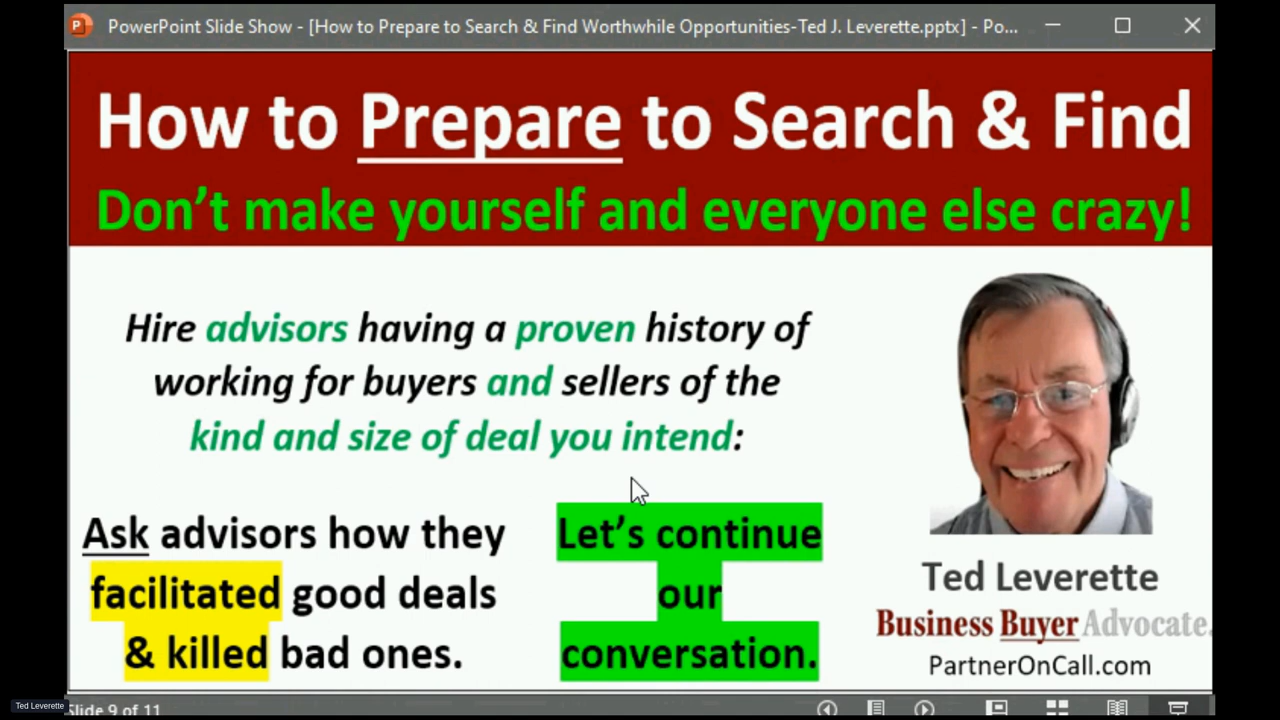 PowerPoint Slide Show - [How to Prepare to Search & Find Worthwhile Opportunities-Ted J. Leverette.pptx] - Po...
How to Prepare to Search & Find
Don't make yourself and everyone else crazy!
Hire advisors having a proven history of
working for buyers and sellers of the
kind and size of deal you intend:
Ask advisors how they
facilitated good deals
& killed bad ones.
Let's continue
our
conversation.
Ted Leverette
Business Buyer Advocate.
PartnerOnCall.com
Ted Leverette
Slide 9 of 11